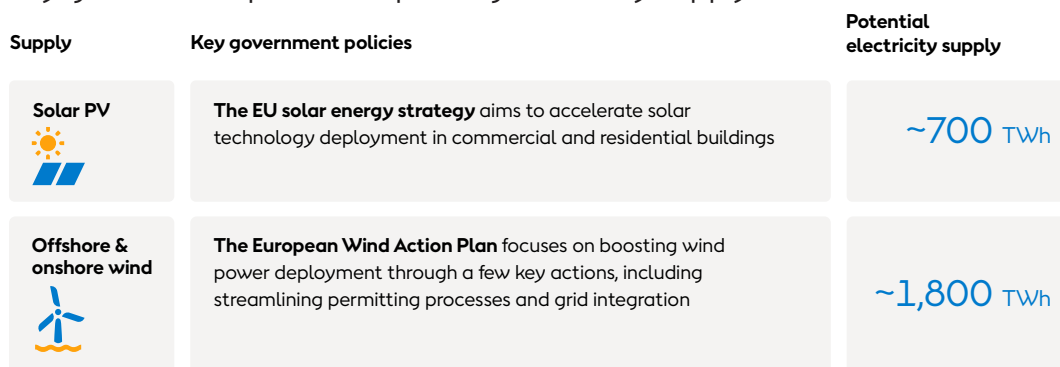 Supply
Key government policies
Potential
electricity supply
Solar PV
The EU solar energy strategy aims to accelerate solar
technology deployment in commercial and residential buildings
~700 TWh
Offshore &
onshore wind
The European Wind Action Plan focuses on boosting wind
power deployment through a few key actions, including
streamlining permitting processes and grid integration
~1,800 TWh